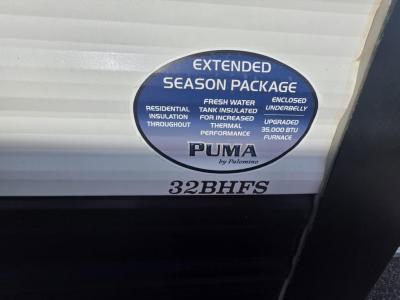 EXTENDED
SEASON PACKAGE
RESIDENTIAL
INSULATION
THROUGHOUT
FRESH WATER
TANK INSULATED
FOR INCREASED
THERMAL
PERFORMANCE
ENCLOSED
UNDERBELLY
UPGRADED
35,000 BTU
FURNACE
PUMA
by Palomino
32BHFS